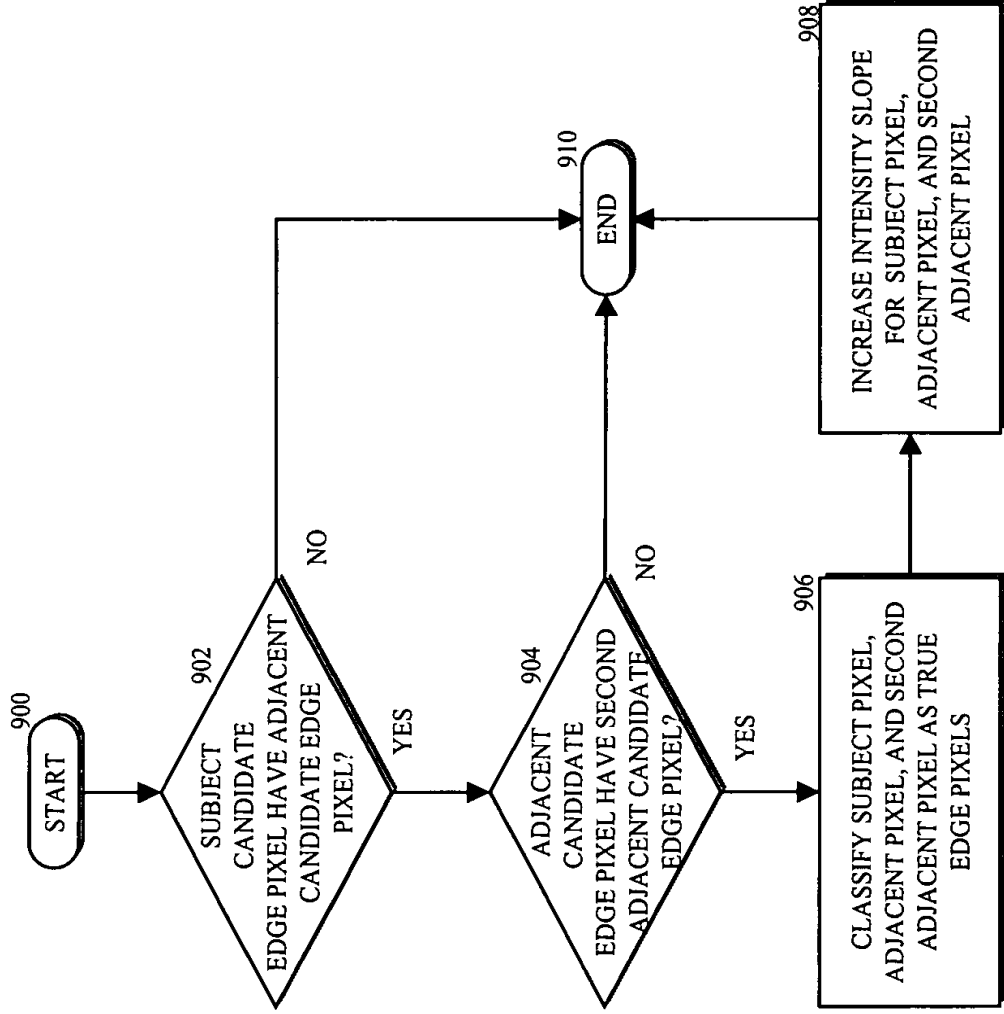 900
START
902
SUBJECT
CANDIDATE
EDGE PIXEL HAVE ADJACENT
CANDIDATE EDGE
PIXEL?
NO
YES
904
ADJACENT
CANDIDATE
EDGE PIXEL HAVE SECOND
ADJACENT CANDIDATE
EDGE PIXEL?
NO
YES
906
CLASSIFY SUBJECT PIXEL,
ADJACENT PIXEL, AND SECOND
ADJACENT PIXEL AS TRUE
EDGE PIXELS
908
INCREASE INTENSITY SLOPE
FOR SUBJECT PIXEL,
ADJACENT PIXEL, AND SECOND
ADJACENT PIXEL
910
END